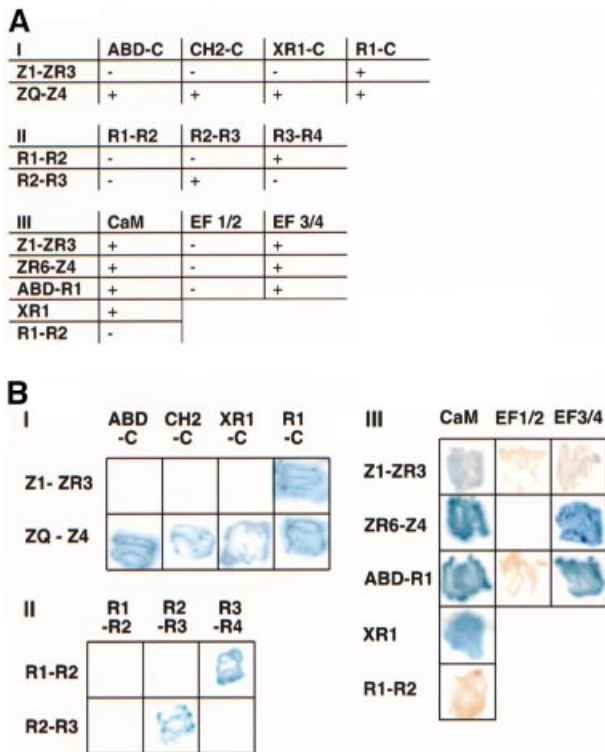 A
I ABD-C CH2-C XR1-C R1-C
Z1-ZR3 - - - +
ZQ-Z4 + + + +
II R1-R2 R2-R3 R3-R4
R1-R2 - - +
R2-R3 - + -
III CaM EF 1/2 EF 3/4
Z1-ZR3 + - +
ZR6-Z4 + - +
ABD-R1 + - +
XR1 +
R1-R2 -
B
I
ABD CH2 XR1 R1
-C -C -C -C
Z1- ZR3
ZQ - Z4
II
R1 R2 R3
-R2 -R3 -R4
R1-R2
R2-R3
III
CaM EF1/2 EF3/4
Z1-ZR3
ZR6-Z4
ABD-R1
XR1
R1-R2